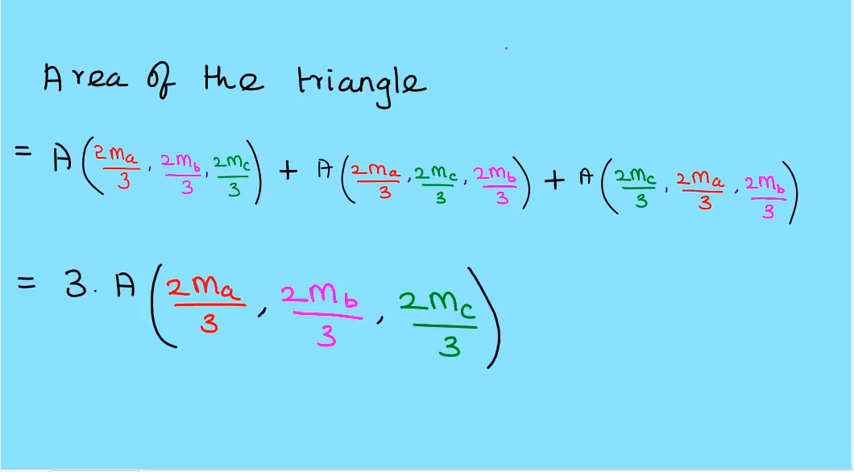 Area of the triangle
= A(2ma/3, 2mb/3, 2mc/3) + A(2ma/3, 2mc/3, 2mb/3) + A(2mc/3, 2ma/3, 2mb/3)
= 3. A(2ma/3, 2mb/3, 2mc/3)